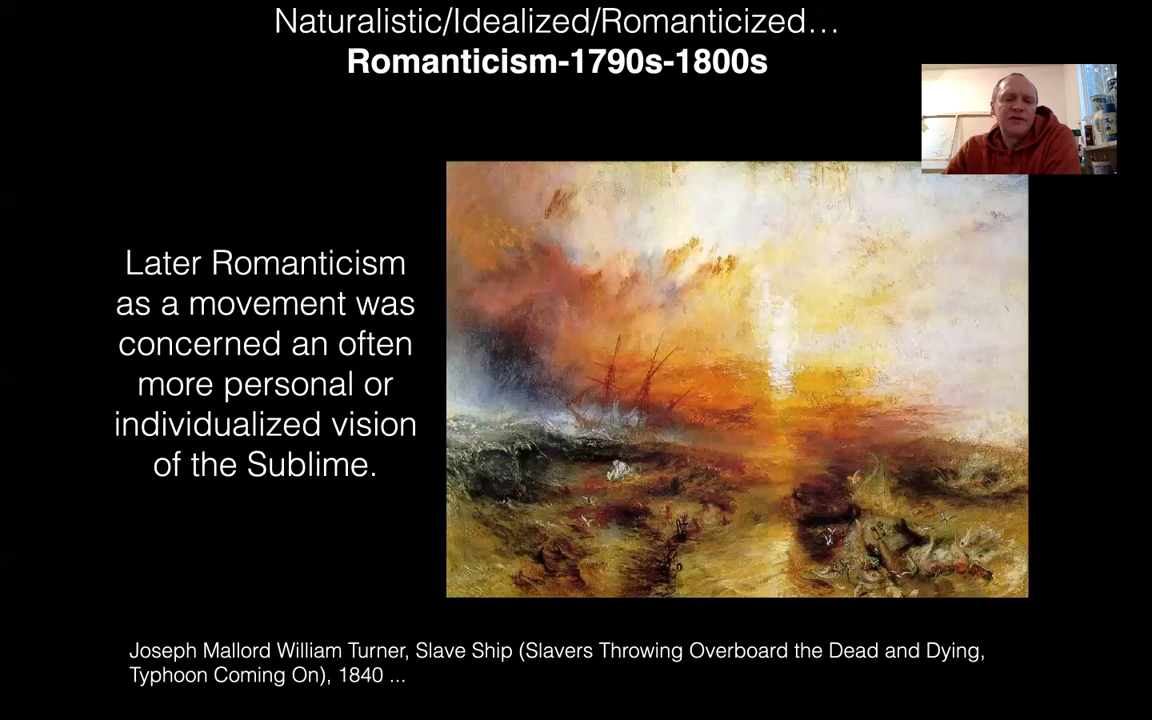 Naturalistic/Idealized/Romanticized...
Romanticism-1790s-1800s
Later Romanticism
as a movement was
concerned an often
more personal or
individualized vision
of the Sublime.
Joseph Mallord William Turner, Slave Ship (Slavers Throwing Overboard the Dead and Dying,
Typhoon Coming On), 1840 ...